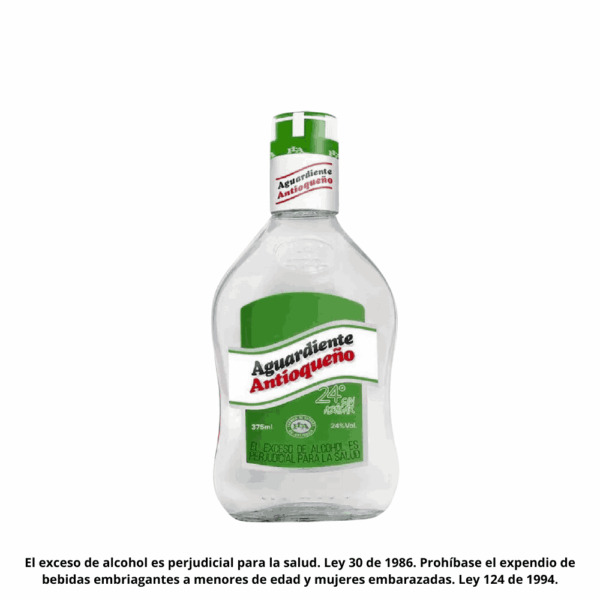 Aguardiente
Antioqueño
Aguardiente
Antioqueño
24°
SIN
AZÚCAR
375ml
24%Vol.
EL EXCESO DE ALCOHOL ES
PERJUDICIAL PARA LA SALUD
El exceso de alcohol es perjudicial para la salud. Ley 30 de 1986. Prohíbase el expendio de
bebidas embriagantes a menores de edad y mujeres embarazadas. Ley 124 de 1994.